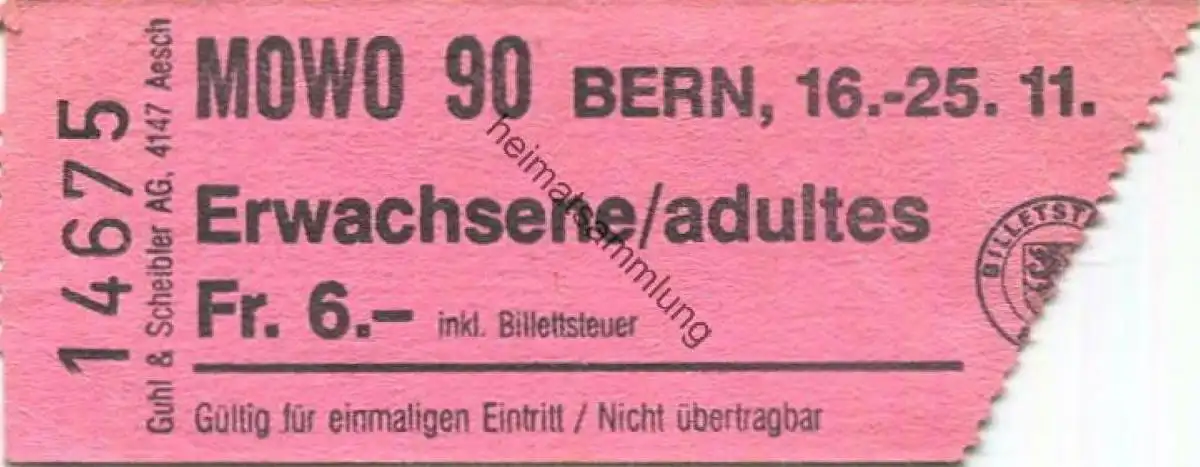 14675
Guhl & Scheibler AG, 4147 Aesch
MOWO 90 BERN, 16.-25. 11.
Erwachsene/adultes
Fr. 6.- inkl. Billettsteuer
Gültig für einmaligen Eintritt / Nicht übertragbar
BILLETST
heimatsammlung